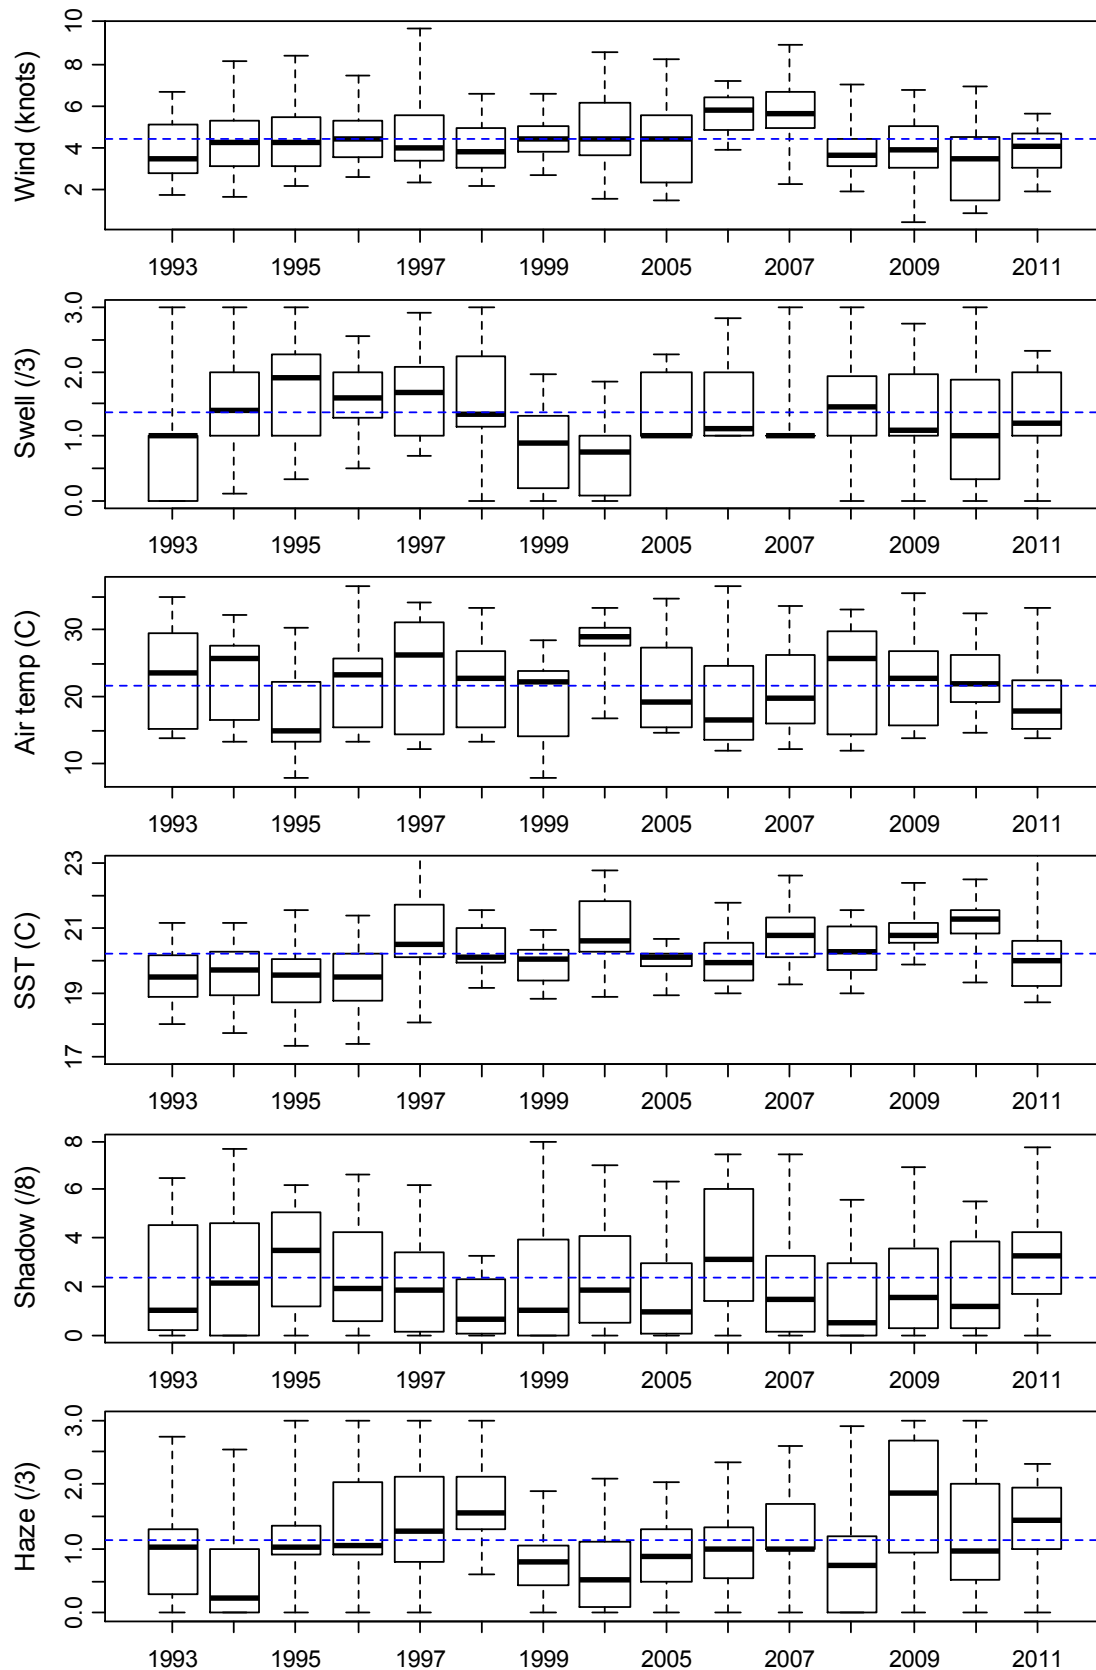 Wind (knots)
10
8
6
4
2
1993 1995 1997 1999 2005 2007 2009 2011
Swell (/3)
3.0
2.0
1.0
0.0
1993 1995 1997 1999 2005 2007 2009 2011
Air temp (C)
30
20
10
1993 1995 1997 1999 2005 2007 2009 2011
SST (C)
23
21
19
17
1993 1995 1997 1999 2005 2007 2009 2011
Shadow (/8)
8
6
4
2
0
1993 1995 1997 1999 2005 2007 2009 2011
Haze (/3)
3.0
2.0
1.0
0.0
1993 1995 1997 1999 2005 2007 2009 2011